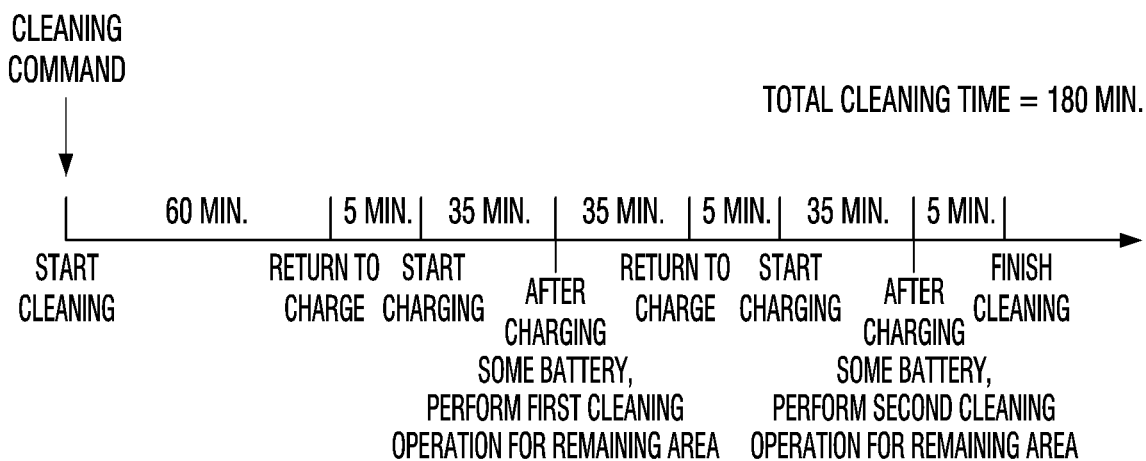 CLEANING
COMMAND
TOTAL CLEANING TIME = 180 MIN.
60 MIN.
5 MIN.
35 MIN.
35 MIN.
5 MIN.
35 MIN.
5 MIN.
START
CLEANING
RETURN TO
CHARGE
START
CHARGING
AFTER
CHARGING
SOME BATTERY,
PERFORM FIRST CLEANING
OPERATION FOR REMAINING AREA
RETURN TO
CHARGE
START
CHARGING
AFTER
CHARGING
SOME BATTERY,
PERFORM SECOND CLEANING
OPERATION FOR REMAINING AREA
FINISH
CLEANING